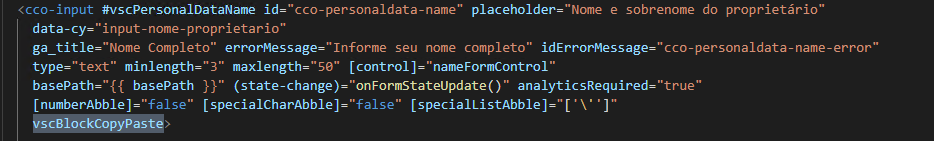 <cco-input #vscPersonalDataName id="cco-personaldata-name" placeholder="Nome e sobrenome do proprietário"
data-cy="input-nome-proprietario"
ga_title="Nome Completo" errorMessage="Informe seu nome completo" idErrorMessage="cco-personaldata-name-error"
type="text" minlength="3" maxlength="50" [control]="nameFormControl"
basePath="{{ basePath }}" (state-change)="onFormStateUpdate()" analyticsRequired="true"
[numberAbble]="false" [specialCharAbble]="false" [specialListAbble]="['\'']"
vscBlockCopyPaste>